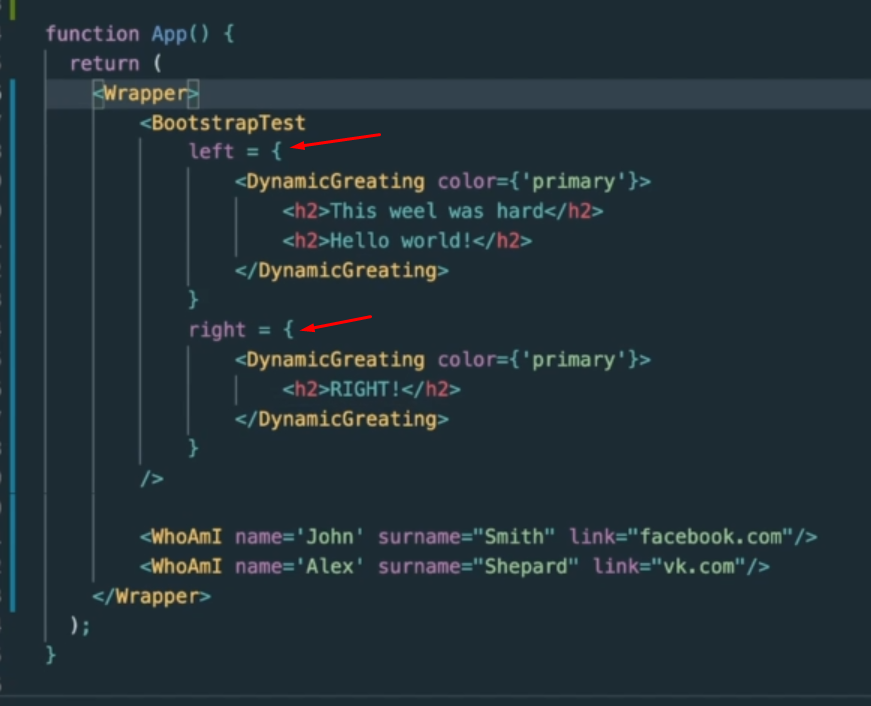 function App() {
return (
<Wrapper>
<BootstrapTest
left = {
<DynamicGreating color={'primary'}>
<h2>This weel was hard</h2>
<h2>Hello world!</h2>
</DynamicGreating>
}
right = {
<DynamicGreating color={'primary'}>
<h2>RIGHT!</h2>
</DynamicGreating>
}
/>
<WhoAmI name='John' surname="Smith" link="facebook.com"/>
<WhoAmI name='Alex' surname="Shepard" link="vk.com"/>
</Wrapper>
);
}